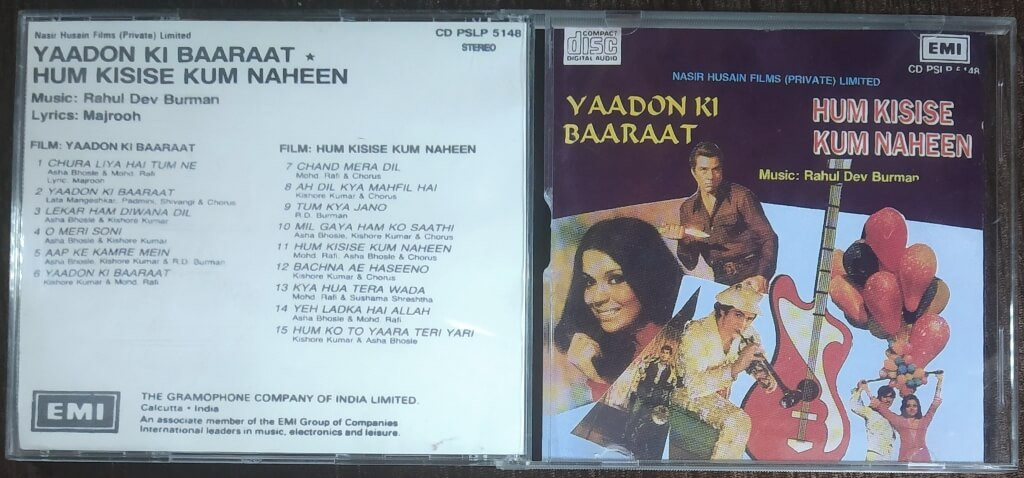 Nasir Husain Films (Private) Limited
CD PSLP 5148
STEREO
YAADON KI BAARAAT ★
HUM KISISE KUM NAHEEN
Music: Rahul Dev Burman
Lyrics: Majrooh
FILM: YAADON KI BAARAAT
1 CHURA LIYA HAI TUM NE
Asha Bhosle & Mohd. Rafi
Lyric: Majroon
2 YAADON KI BAARAAT
Lata Mangeshkar, Padmini, Shivangi & Chorus
3 LEKAR HAM DIWANA DIL
Asha Bhosle & Kishore Kumar
4 O MERI SONI
Asha Bhosle & Kishore Kumar
5 AAP KE KAMRE MEIN
Asha Bhosle, Kishore Kumar & R.D. Burman
6 YAADON KI BAARAAT
Kishore Kumar & Mohd. Rafi
FILM: HUM KISISE KUM NAHEEN
7 CHAND MERA DIL
Mohd. Rafi & Chorus
8 AH DIL KYA MAHFIL HAI
Kishore Kumar & Chorus
9 TUM KYA JANO
R.D. Burman
10 MIL GAYA HAM KO SAATHI
Asha Bhosle, Kishore Kumar & Chorus
11 HUM KISISE KUM NAHEEN
Mohd. Rafi, Asha Bhosle & Chorus
12 BACHNA AE HASEENO
Kishore Kumar & Chorus
13 KYA HUA TERA WADA
Mohd. Rafi & Sushama Shreshtha
14 YEH LADKA HAI ALLAH
Asha Bhosle & Mohd. Rafi
15 HUM KO TO YAARA TERI YARI
Kishore Kumar & Asha Bhosle
EMI
THE GRAMOPHONE COMPANY OF INDIA LIMITED.
Calcutta • India
An associate member of the EMI Group of Companies
International leaders in music, electronics and leisure.
COMPACT
disc
DIGITAL AUDIO
EMI
CD PSLP 5148
NASIR HUSAIN FILMS (PRIVATE) LIMITED
YAADON KI
BAARAAT
HUM KISISE
KUM NAHEEN
Music: Rahul Dev Burman